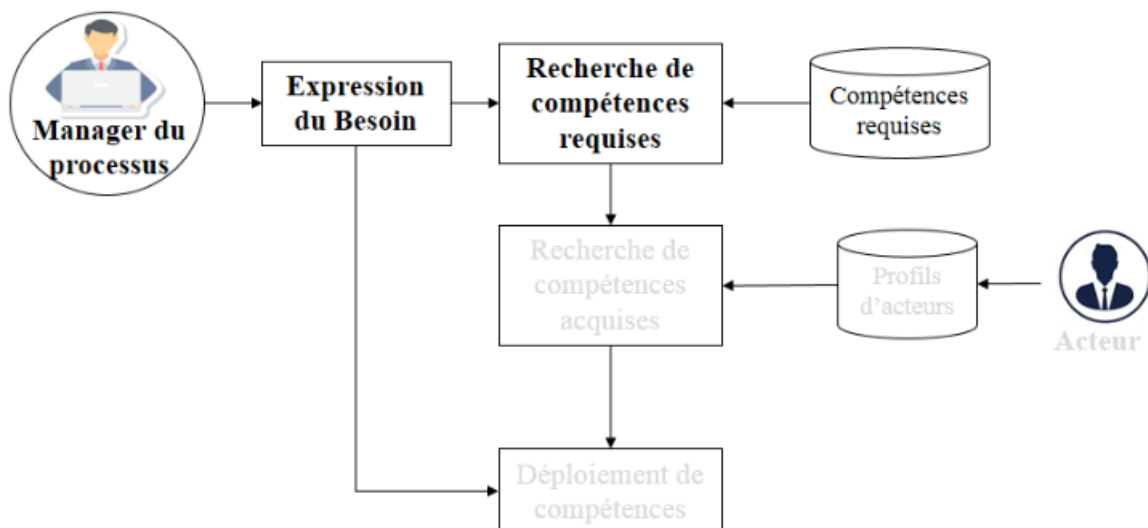 Manager du
processus
Expression
du Besoin
Recherche de
compétences
requises
Compétences
requises
Recherche de
compétences
acquises
Profils
d'acteurs
Acteur
Déploiement de
compétences